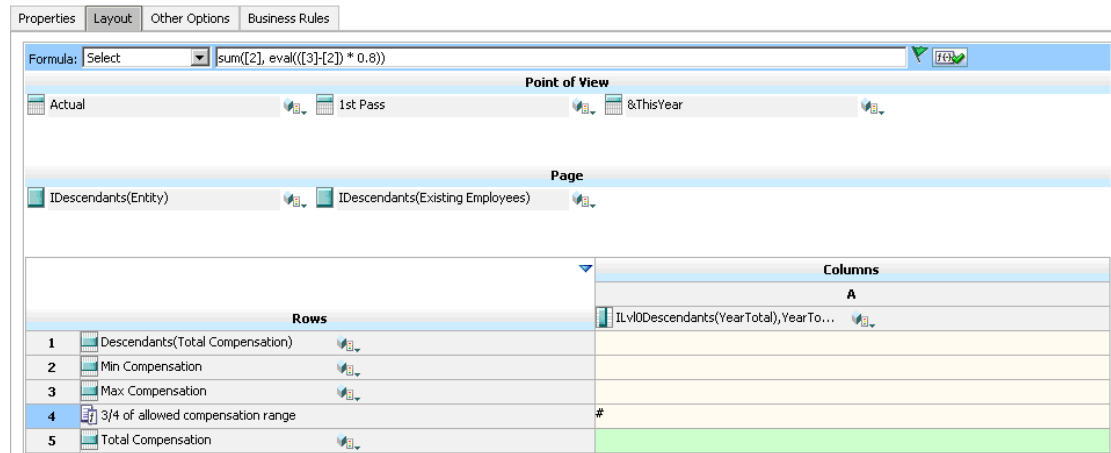 Properties Layout Other Options Business Rules
Formula: Select sum([2], eval(([3]-[2]) * 0.8))
Point of View
Actual 1st Pass &ThisYear
Page
IDescendants(Entity) IDescendants(Existing Employees)
Columns
A
Rows ILvl0Descendants(YearTotal),YearTo...
1 Descendants(Total Compensation)
2 Min Compensation
3 Max Compensation
4 3/4 of allowed compensation range #
5 Total Compensation